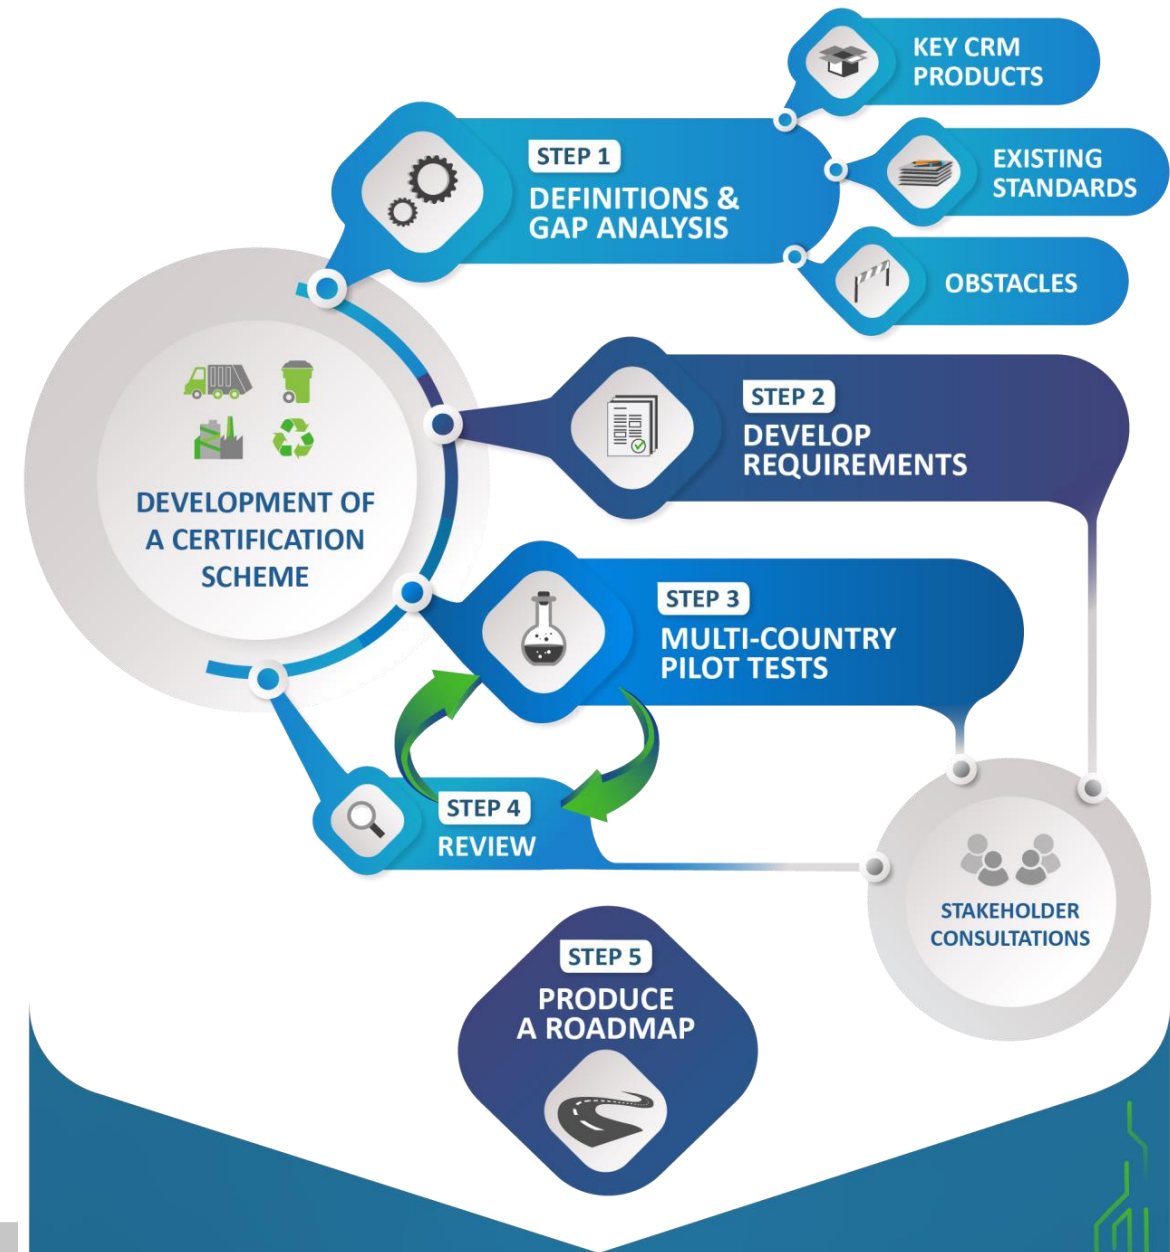 KEY CRM
PRODUCTS
STEP 1
DEFINITIONS &
GAP ANALYSIS
EXISTING
STANDARDS
OBSTACLES
STEP 2
DEVELOP
REQUIREMENTS
DEVELOPMENT OF
A CERTIFICATION
SCHEME
STEP 3
MULTI-COUNTRY
PILOT TESTS
STEP 4
REVIEW
STAKEHOLDER
CONSULTATIONS
STEP 5
PRODUCE
A ROADMAP